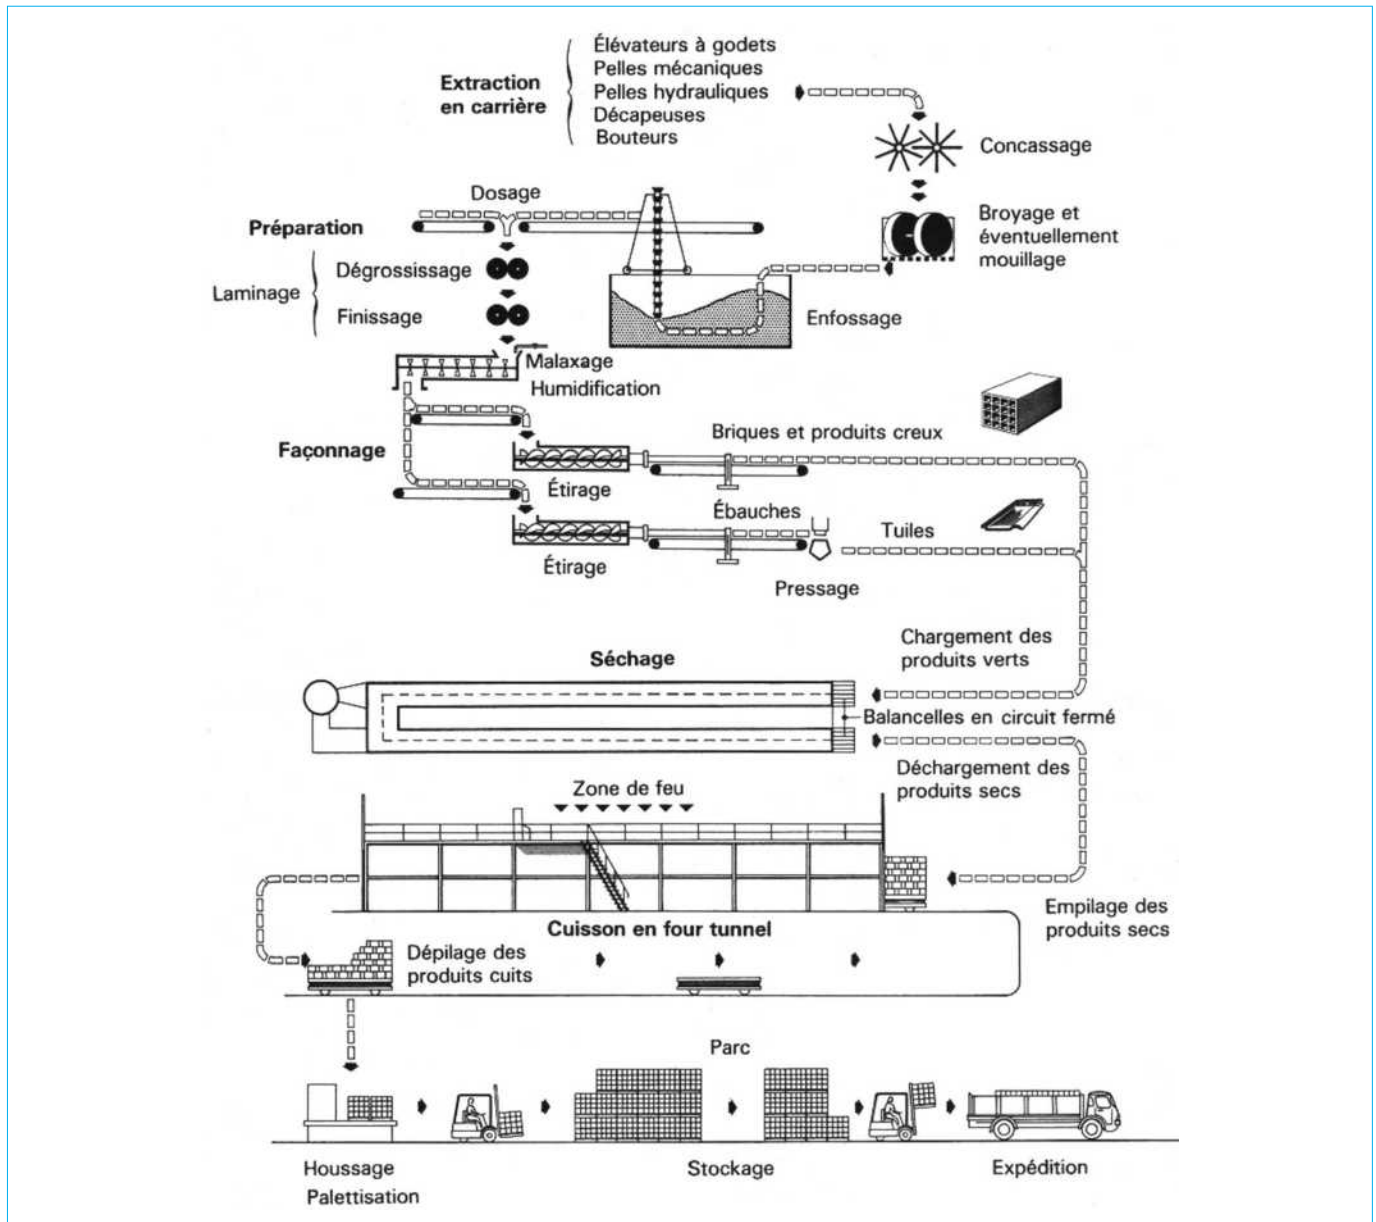 Extraction
en carrière
Élévateurs à godets
Pelles mécaniques
Pelles hydrauliques
Décapeuses
Bouteurs
Concassage
Broyage et
éventuellement
mouillage
Dosage
Préparation
Laminage
Dégrossissage
Finissage
Enfossage
Malaxage
Humidification
Façonnage
Étirage
Briques et produits creux
Étirage
Ébauches
Pressage
Tuiles
Chargement des
produits verts
Séchage
Balancelles en circuit fermé
Déchargement des
produits secs
Zone de feu
Empilage des
produits secs
Cuisson en four tunnel
Dépilage des
produits cuits
Parc
Houssage
Palettisation
Stockage
Expédition